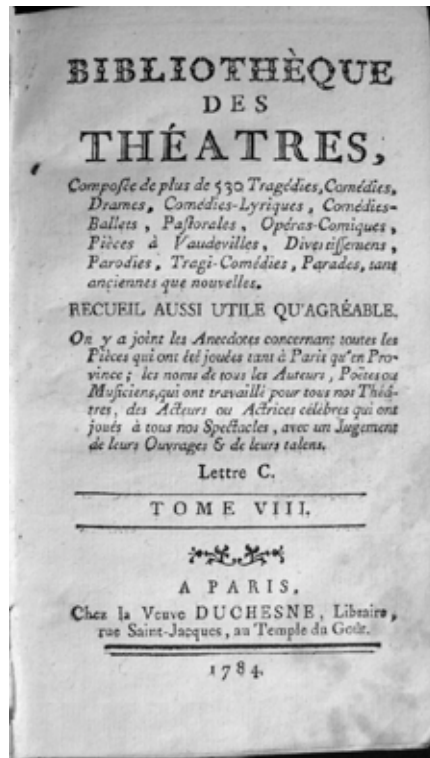 BIBLIOTHÈQUE
DES
THÉATRES,
Composée de plus de 530 Tragédies, Comédies,
Drames, Comédies-Lyriques, Comédies-
Ballets, Pastorales, Opéras-Comiques,
Pièces à Vaudevilles, Divertissemens,
Parodies, Tragi-Comédies, Parades, tant
anciennes que nouvelles.
RECUEIL AUSSI UTILE QU'AGRÉABLE.
On y a joint les Anecdotes concernant toutes les
Pièces qui ont été jouées tant à Paris qu'en Pro-
vince; les noms de tous les Auteurs, Poëtes ou
Musiciens, qui ont travaillé pour tous nos Théâ-
tres, des Acteurs ou Actrices célèbres qui ont
joués à tous nos Spectacles, avec un Jugement
de leurs Ouvrages & de leurs talens.
Lettre C.
TOME VIII.
A PARIS,
Chez la Veuve DUCHESNE, Libraire,
rue Saint-Jacques, au Temple du Goût.
1784.